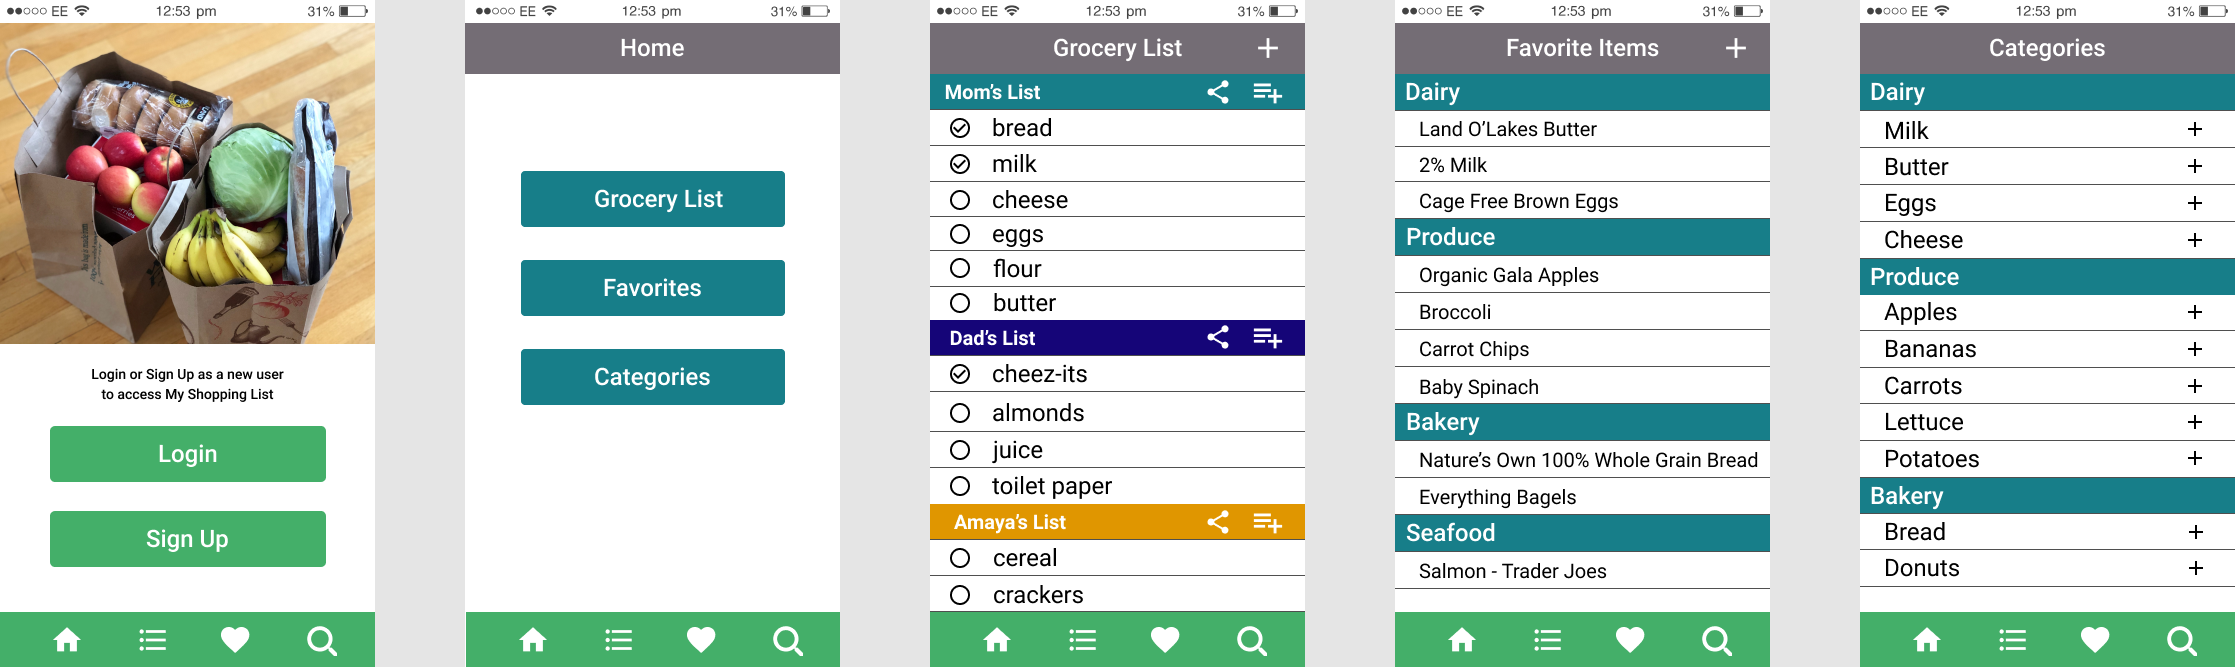 EE 12:53 pm 31%
Login or Sign Up as a new user
to access My Shopping List
Login
Sign Up
EE 12:53 pm 31%
Home
Grocery List
Favorites
Categories
EE 12:53 pm 31%
Grocery List +
Mom's List
bread
milk
cheese
eggs
flour
butter
Dad's List
cheez-its
almonds
juice
toilet paper
Amaya's List
cereal
crackers
EE 12:53 pm 31%
Favorite Items +
Dairy
Land O'Lakes Butter
2% Milk
Cage Free Brown Eggs
Produce
Organic Gala Apples
Broccoli
Carrot Chips
Baby Spinach
Bakery
Nature's Own 100% Whole Grain Bread
Everything Bagels
Seafood
Salmon - Trader Joes
EE 12:53 pm 31%
Categories
Dairy
Milk +
Butter +
Eggs +
Cheese +
Produce
Apples +
Bananas +
Carrots +
Lettuce +
Potatoes +
Bakery
Bread +
Donuts +